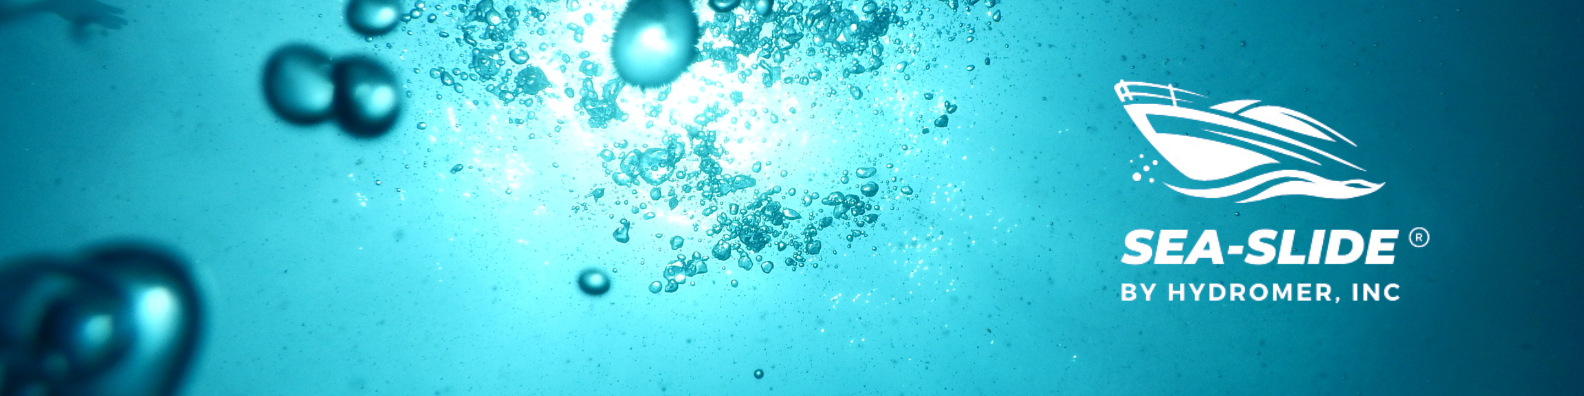 SEA-SLIDE ®
BY HYDROMER, INC